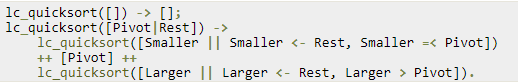 lc_quicksort([]) -> [];
lc_quicksort([Pivot|Rest]) ->
    lc_quicksort([Smaller || Smaller <- Rest, Smaller =< Pivot])
    ++ [Pivot] ++
    lc_quicksort([Larger || Larger <- Rest, Larger > Pivot]).